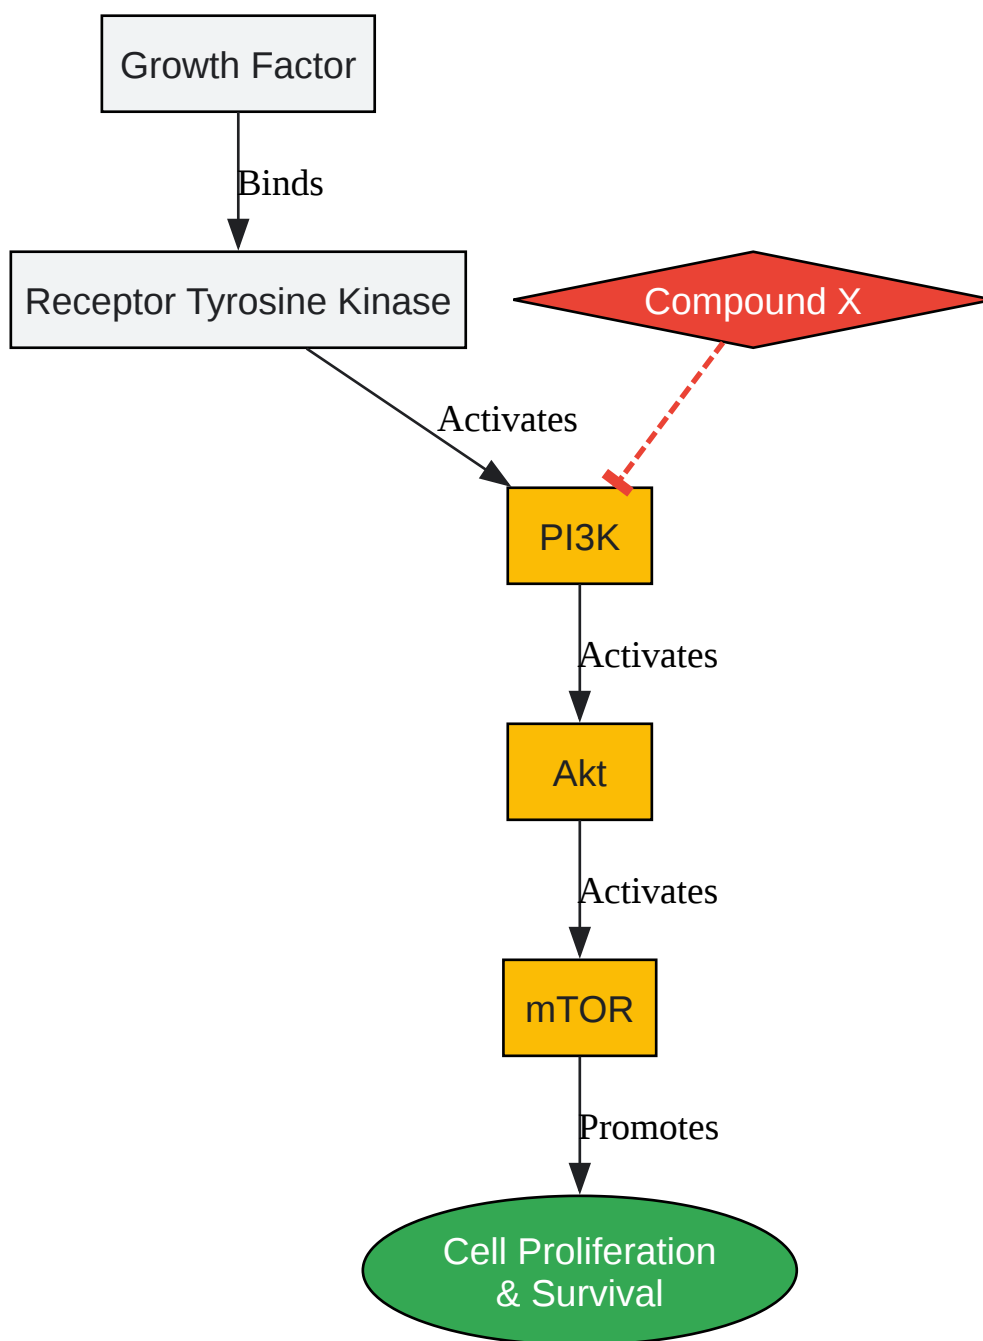 Growth Factor
Binds
Receptor Tyrosine Kinase
Compound X
Activates
PI3K
Activates
Akt
Activates
mTOR
Promotes
Cell Proliferation
& Survival